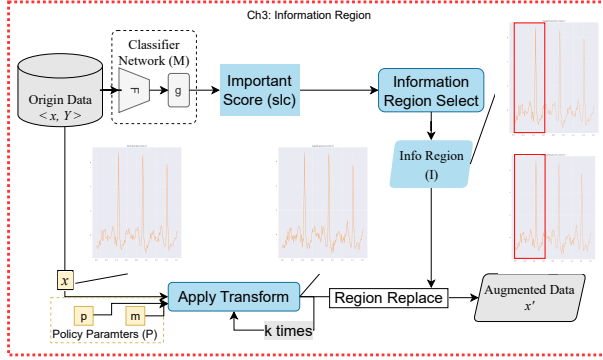 Ch3: Information Region
Classifier
Network (M)
Origin Data
< x, Y >
F
g
Important
Score (slc)
Information
Region Select
Info Region
(I)
x
Apply Transform
Region Replace
Augmented Data
x'
p
m
Policy Paramters (P)
k times